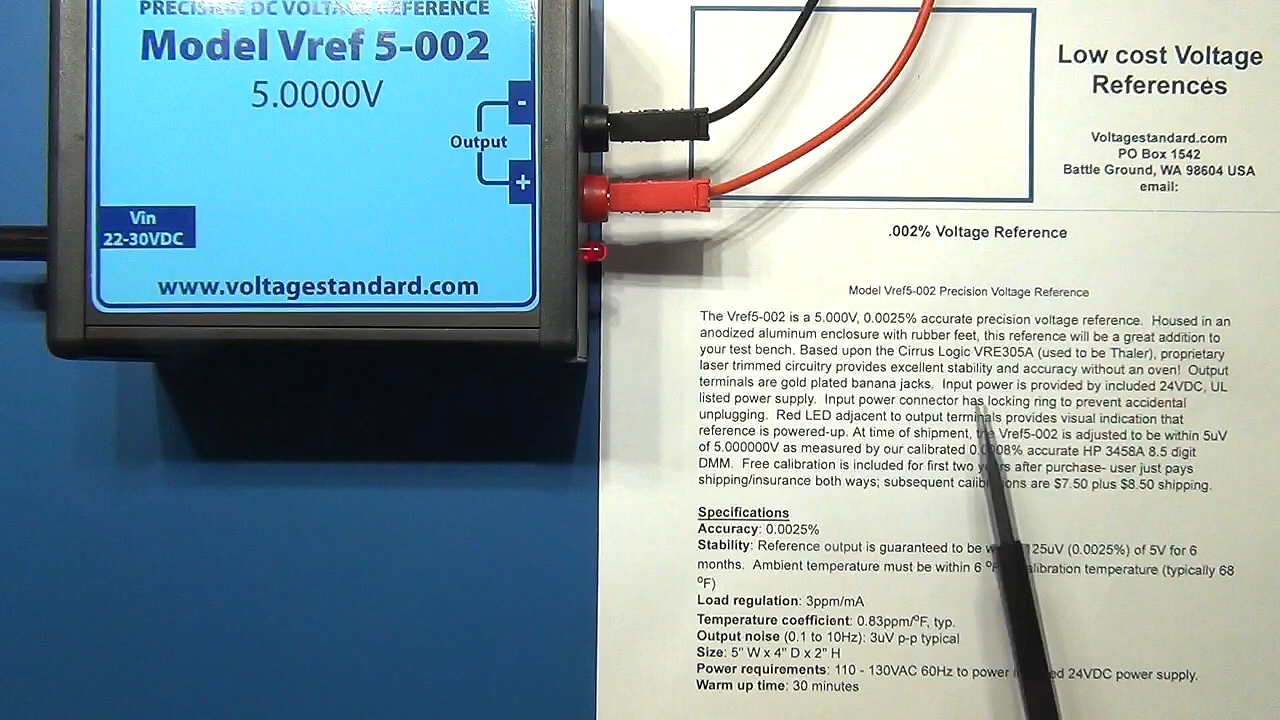 PRECISION DC VOLTAGE REFERENCE
Model Vref 5-002
5.0000V
-
Output
+
Vin
22-30VDC
www.voltagestandard.com
Low cost Voltage
References
Voltagestandard.com
PO Box 1542
Battle Ground, WA 98604 USA
email:
.002% Voltage Reference
Model Vref5-002 Precision Voltage Reference
The Vref5-002 is a 5.000V, 0.0025% accurate precision voltage reference. Housed in an
anodized aluminum enclosure with rubber feet, this reference will be a great addition to
your test bench. Based upon the Cirrus Logic VRE305A (used to be Thaler), proprietary
laser trimmed circuitry provides excellent stability and accuracy without an oven! Output
terminals are gold plated banana jacks. Input power is provided by included 24VDC, UL
listed power supply. Input power connector has locking ring to prevent accidental
unplugging. Red LED adjacent to output terminals provides visual indication that
reference is powered-up. At time of shipment, the Vref5-002 is adjusted to be within 5uV
of 5.000000V as measured by our calibrated 0.0008% accurate HP 3458A 8.5 digit
DMM. Free calibration is included for first two years after purchase- user just pays
shipping/insurance both ways; subsequent calibrations are $7.50 plus $8.50 shipping.
Specifications
Accuracy: 0.0025%
Stability: Reference output is guaranteed to be 125uV (0.0025%) of 5V for 6
months. Ambient temperature must be within 6 ºF calibration temperature (typically 68
ºF)
Load regulation: 3ppm/mA
Temperature coefficient: 0.83ppm/ºF, typ.
Output noise (0.1 to 10Hz): 3uV p-p typical
Size: 5" W x 4" D x 2" H
Power requirements: 110 - 130VAC 60Hz to power 24VDC power supply.
Warm up time: 30 minutes